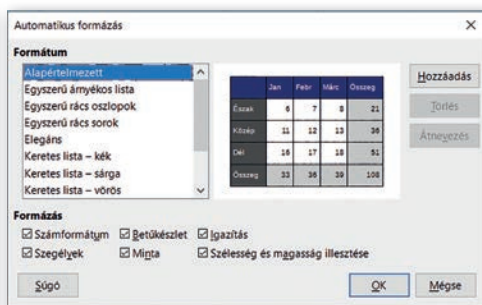 Automatikus formázás
Formátum
Alapértelmezett
Egyszerű árnyékos lista
Egyszerű rács oszlopok
Egyszerű rács sorok
Elegáns
Keretes lista – kék
Keretes lista – sárga
Keretes lista – vörös
Jan Febr Márc Összeg
Észak 6 7 8 21
Közép 11 12 13 36
Dél 16 17 18 51
Összeg 33 36 39 108
Hozzáadás
Törlés
Átnevezés
Formázás
Számformátum Betűkészlet Igazítás
Szegélyek Minta Szélesség és magasság illesztése
Súgó OK Mégse